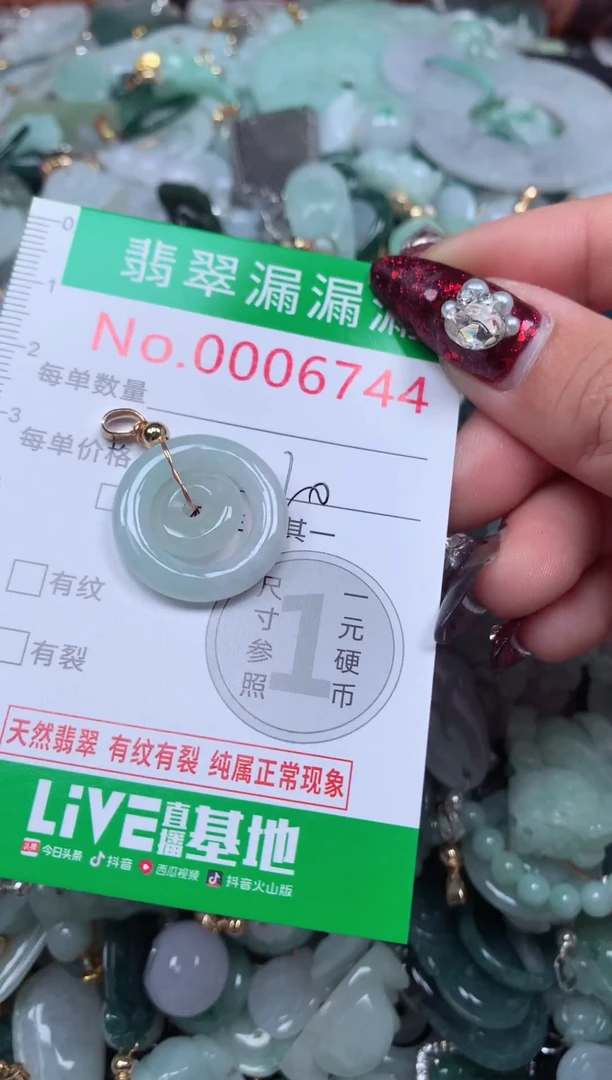 0
1
2
3
翡翠漏漏漏
No.0006744
每单数量
每单价格
其一
有纹
有裂
尺寸参照
1
一元硬币
天然翡翠 有纹有裂 纯属正常现象
LiVE直播基地
头条 今日头条 抖音 西瓜视频 抖音火山版